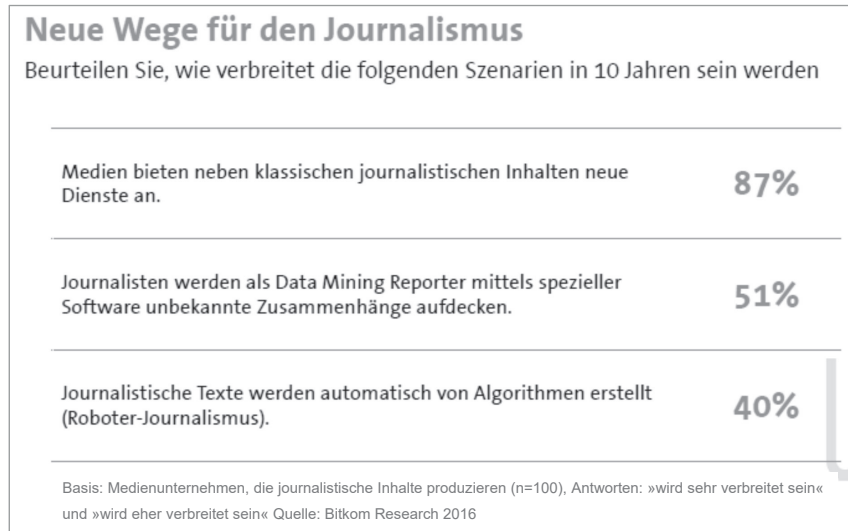 Neue Wege für den Journalismus
Beurteilen Sie, wie verbreitet die folgenden Szenarien in 10 Jahren sein werden
Medien bieten neben klassischen journalistischen Inhalten neue
Dienste an.
87%
Journalisten werden als Data Mining Reporter mittels spezieller
Software unbekannte Zusammenhänge aufdecken.
51%
Journalistische Texte werden automatisch von Algorithmen erstellt
(Roboter-Journalismus).
40%
Basis: Medienunternehmen, die journalistische Inhalte produzieren (n=100), Antworten: »wird sehr verbreitet sein«
und »wird eher verbreitet sein« Quelle: Bitkom Research 2016